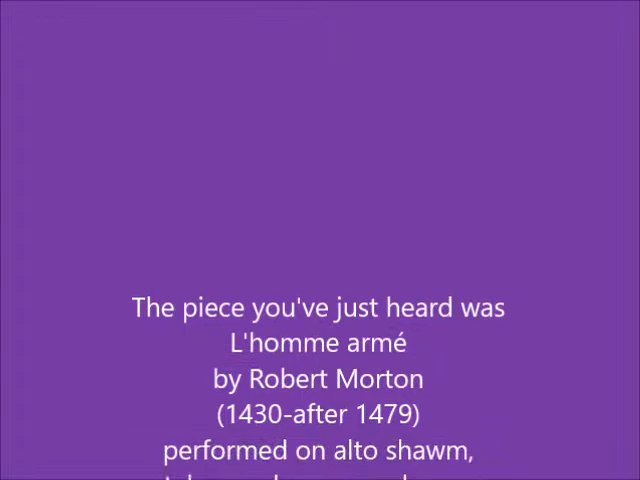 The piece you've just heard was
L'homme armé
by Robert Morton
(1430-after 1479)
performed on alto shawm,